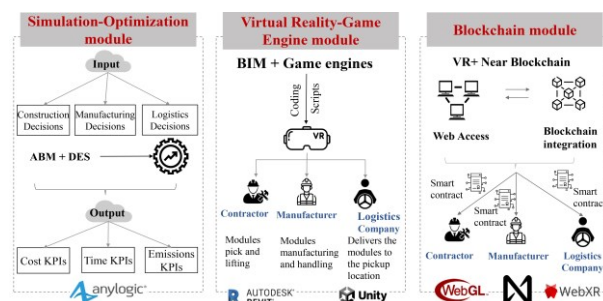 Simulation-Optimization
module
Input
Construction
Decisions
Manufacturing
Decisions
Logistics
Decisions
ABM + DES
Output
Cost KPIs
Time KPIs
Emissions
KPIs
anylogic
Virtual Reality-Game
Engine module
BIM + Game engines
Coding
Scripts
VR
Contractor
Manufacturer
Logistics
Company
Modules
pick and
lifting
Modules
manufacturing
and handling
Delivers the
modules to
the pickup
location
R AUTODESK
REVIT
Unity
Blockchain module
VR+ Near Blockchain
Web Access
Blockchain
integration
Smart
contract
Smart
contract
Smart
contract
Contractor
Manufacturer
Logistics
Company
WebGL
WebXR